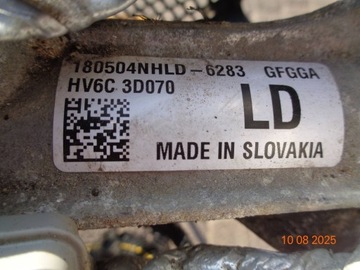 180504NHLD-6283 GFGGA
HV6C 3D070
LD
MADE IN SLOVAKIA
10 08 2025